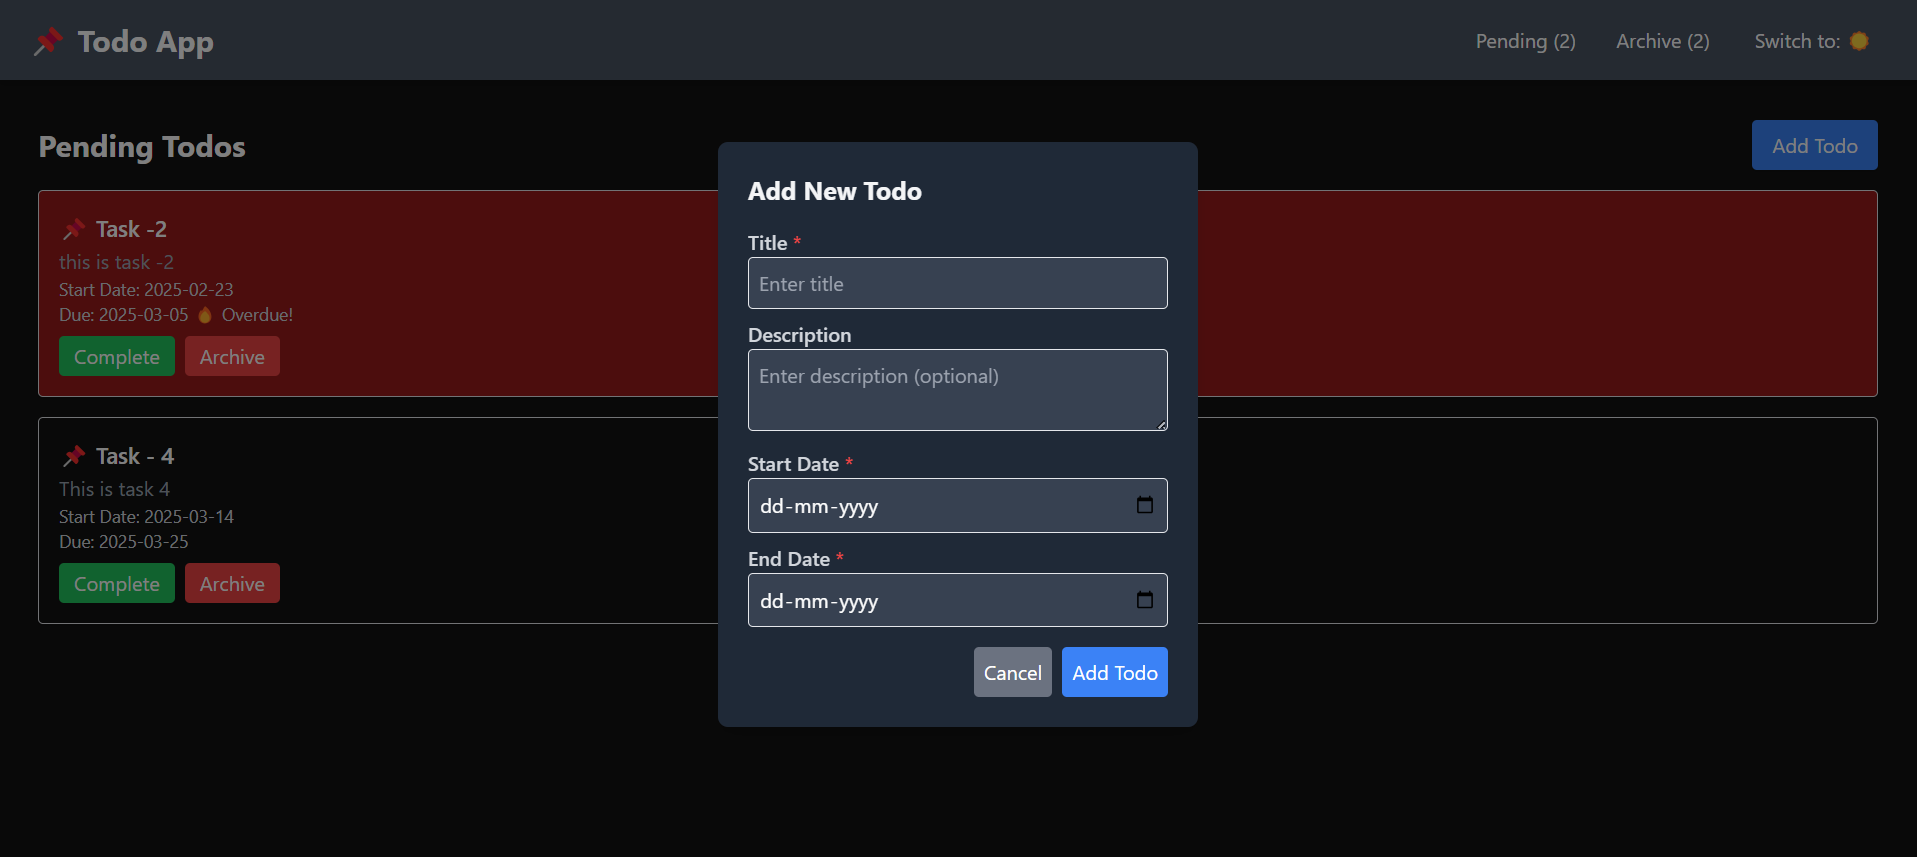 Todo App
Pending (2) Archive (2) Switch to:
Pending Todos
Add Todo
Task -2
this is task -2
Start Date: 2025-02-23
Due: 2025-03-05 🔥 Overdue!
Complete Archive
Task - 4
This is task 4
Start Date: 2025-03-14
Due: 2025-03-25
Complete Archive
Add New Todo
Title *
Enter title
Description
Enter description (optional)
Start Date *
dd-mm-yyyy
End Date *
dd-mm-yyyy
Cancel Add Todo